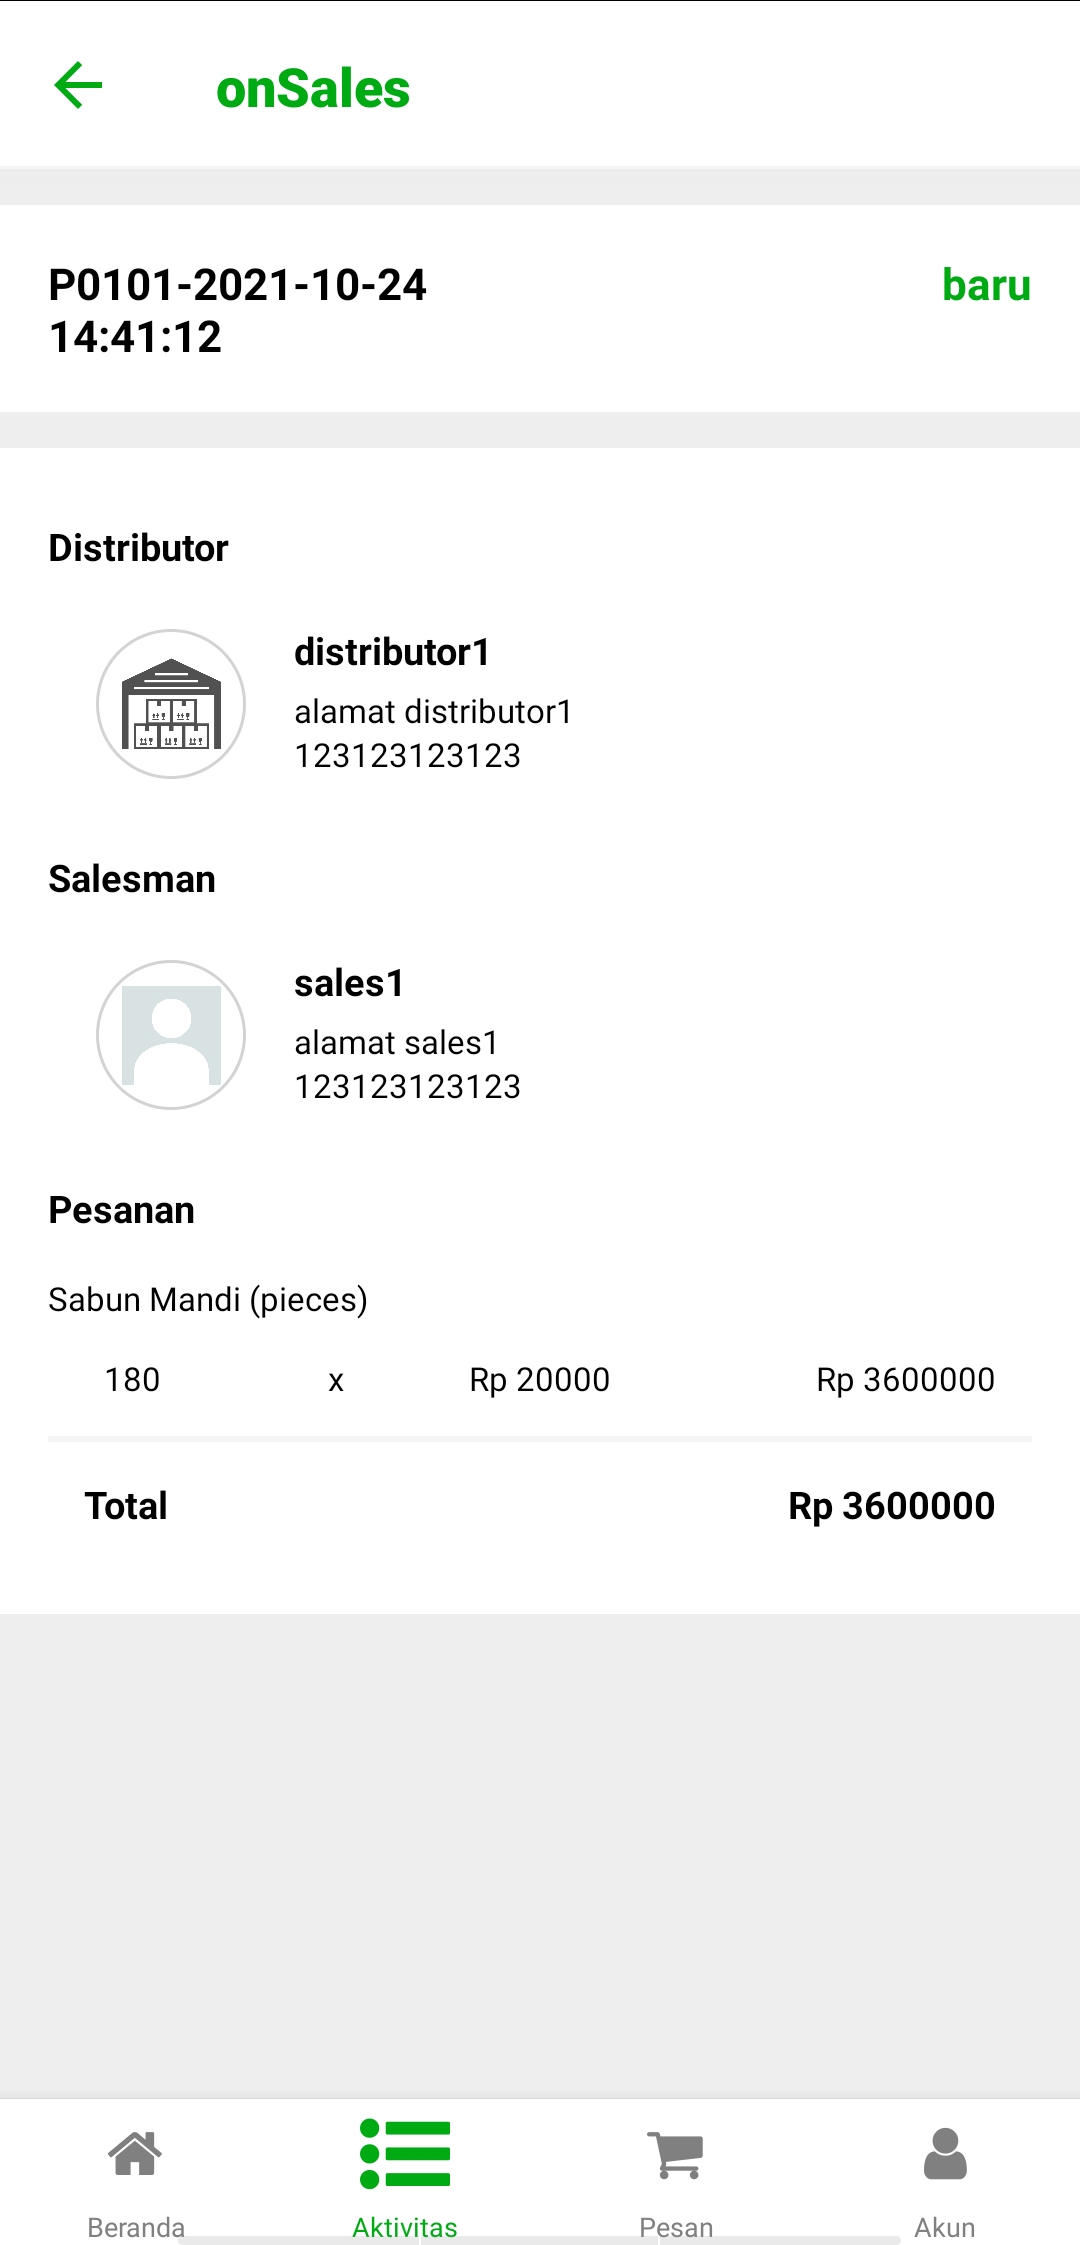 onSales
P0101-2021-10-24
14:41:12
baru
Distributor
distributor1
alamat distributor1
123123123123
Salesman
sales1
alamat sales1
123123123123
Pesanan
Sabun Mandi (pieces)
180 x Rp 20000 Rp 3600000
Total Rp 3600000
Beranda Aktivitas Pesan Akun